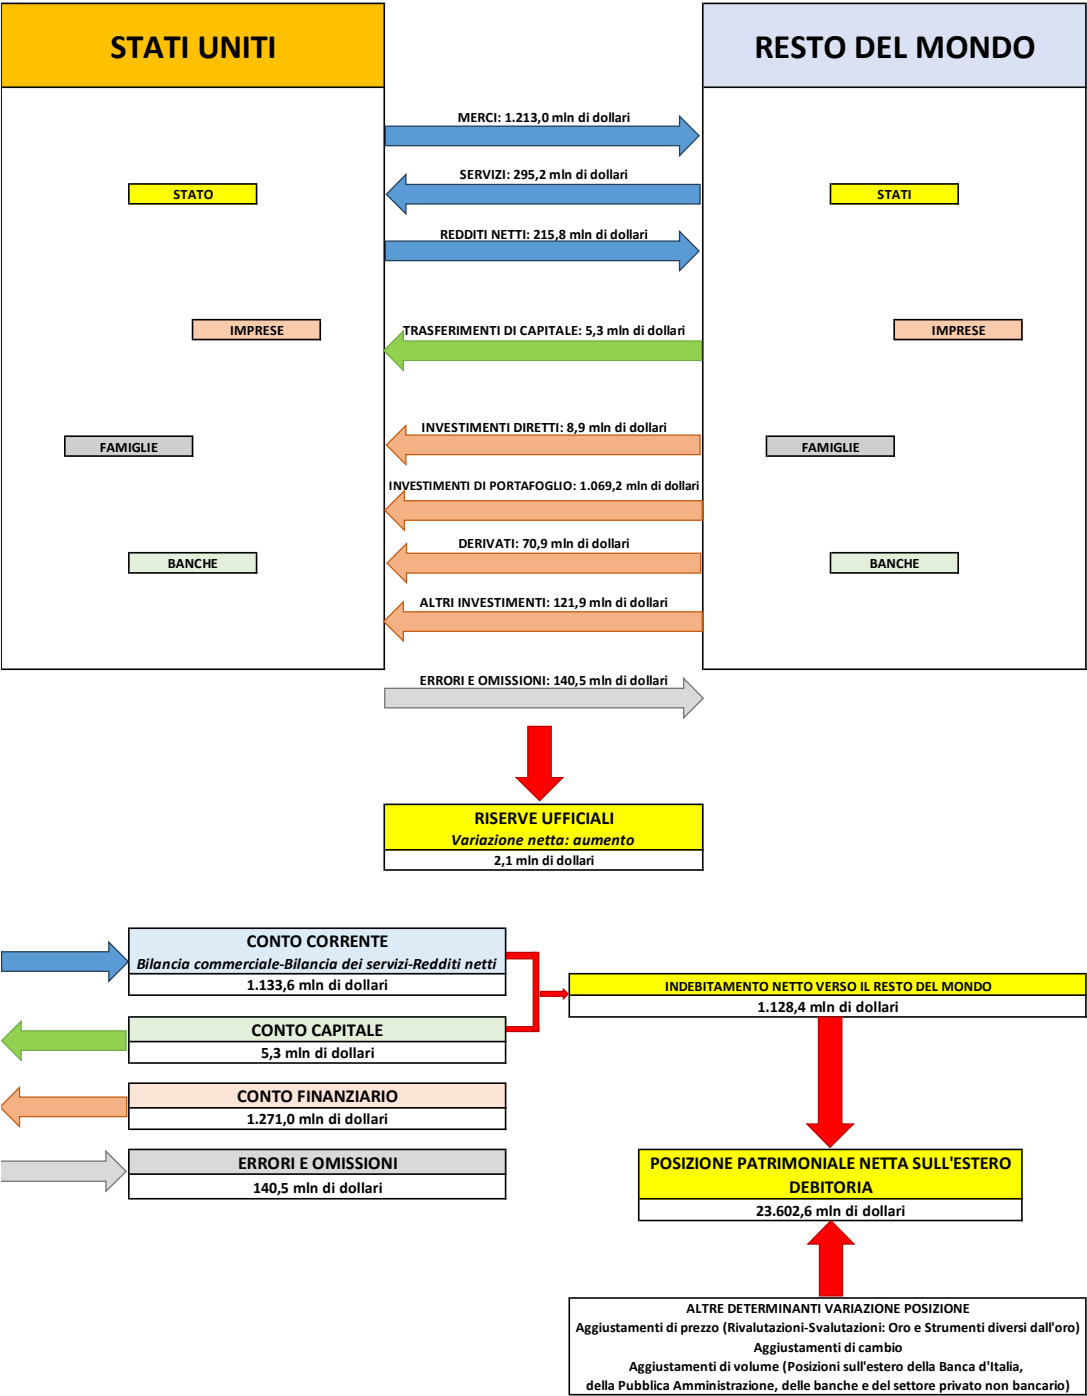 STATI UNITI
RESTO DEL MONDO
MERCI: 1.213,0 mln di dollari
SERVIZI: 295,2 mln di dollari
STATO
STATI
REDDITI NETTI: 215,8 mln di dollari
IMPRESE
TRASFERIMENTI DI CAPITALE: 5,3 mln di dollari
IMPRESE
INVESTIMENTI DIRETTI: 8,9 mln di dollari
FAMIGLIE
FAMIGLIE
INVESTIMENTI DI PORTAFOGLIO: 1.069,2 mln di dollari
DERIVATI: 70,9 mln di dollari
BANCHE
BANCHE
ALTRI INVESTIMENTI: 121,9 mln di dollari
ERRORI E OMISSIONI: 140,5 mln di dollari
RISERVE UFFICIALI
Variazione netta: aumento
2,1 mln di dollari
CONTO CORRENTE
Bilancia commerciale-Bilancia dei servizi-Redditi netti
1.133,6 mln di dollari
INDEBITAMENTO NETTO VERSO IL RESTO DEL MONDO
1.128,4 mln di dollari
CONTO CAPITALE
5,3 mln di dollari
CONTO FINANZIARIO
1.271,0 mln di dollari
ERRORI E OMISSIONI
140,5 mln di dollari
POSIZIONE PATRIMONIALE NETTA SULL'ESTERO
DEBITORIA
23.602,6 mln di dollari
ALTRE DETERMINANTI VARIAZIONE POSIZIONE
Aggiustamenti di prezzo (Rivalutazioni-Svalutazioni: Oro e Strumenti diversi dall'oro)
Aggiustamenti di cambio
Aggiustamenti di volume (Posizioni sull'estero della Banca d'Italia,
della Pubblica Amministrazione, delle banche e del settore privato non bancario)